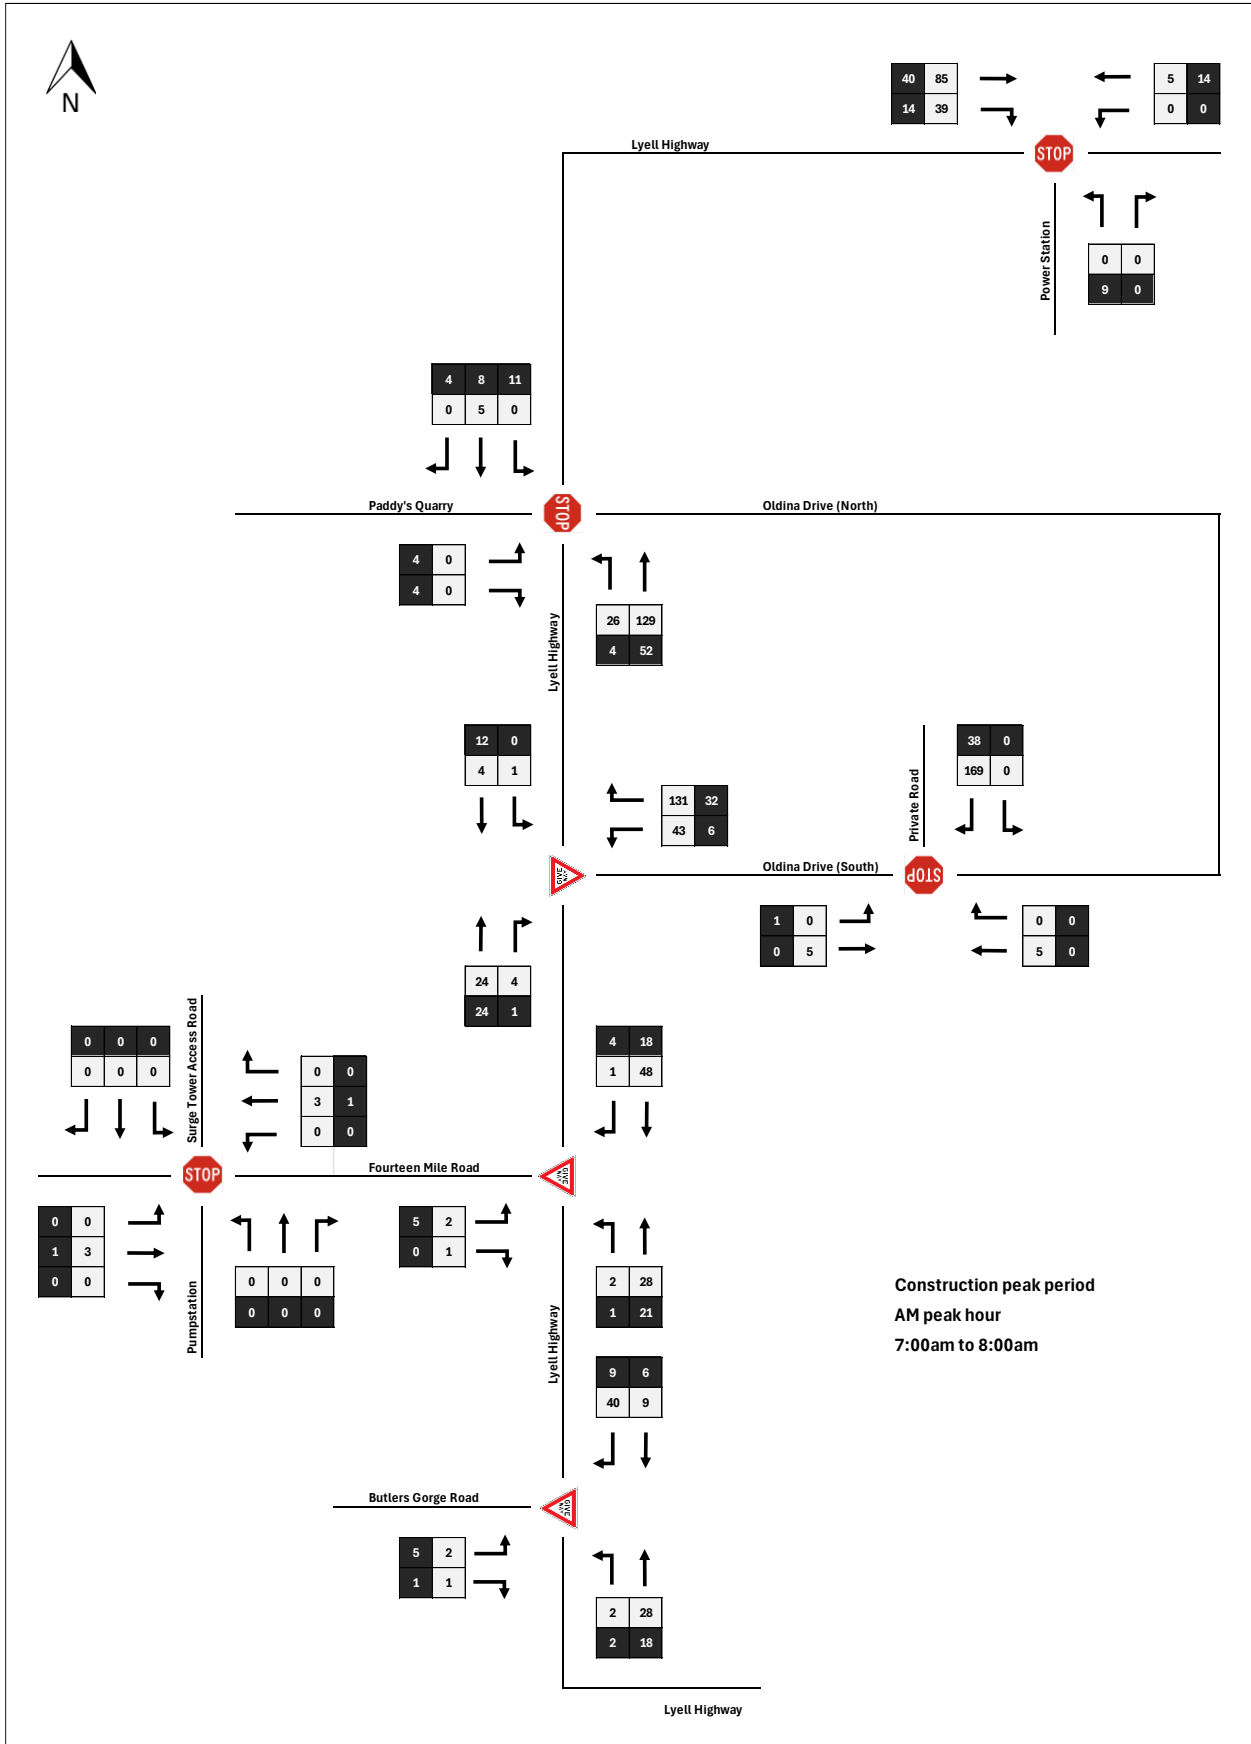 N
40 85
14 39
5 14
0 0
Lyell Highway
STOP
Power Station
0 0
9 0
4 8 11
0 5 0
Paddy's Quarry
STOP
Oldina Drive (North)
4 0
4 0
26 129
4 52
Lyell Highway
12 0
4 1
131 32
43 6
Private Road
38 0
169 0
GIVE WAY
Oldina Drive (South)
STOP
1 0
0 5
0 0
5 0
24 4
24 1
Surge Tower Access Road
0 0 0
0 0 0
0 0
3 1
0 0
4 18
1 48
STOP
Fourteen Mile Road
GIVE WAY
0 0
1 3
0 0
Pumpstation
0 0 0
0 0 0
5 2
0 1
2 28
1 21
Lyell Highway
Construction peak period
AM peak hour
7:00am to 8:00am
9 6
40 9
Butlers Gorge Road
GIVE WAY
5 2
1 1
2 28
2 18
Lyell Highway